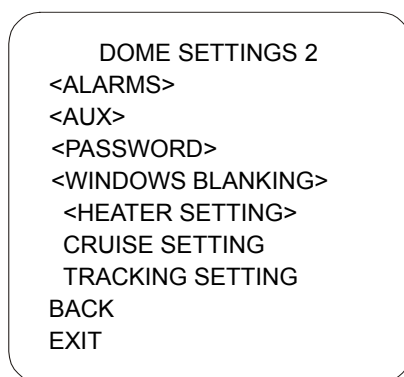 DOME SETTINGS 2
<ALARMS>
<AUX>
<PASSWORD>
<WINDOWS BLANKING>
<HEATER SETTING>
CRUISE SETTING
TRACKING SETTING
BACK
EXIT